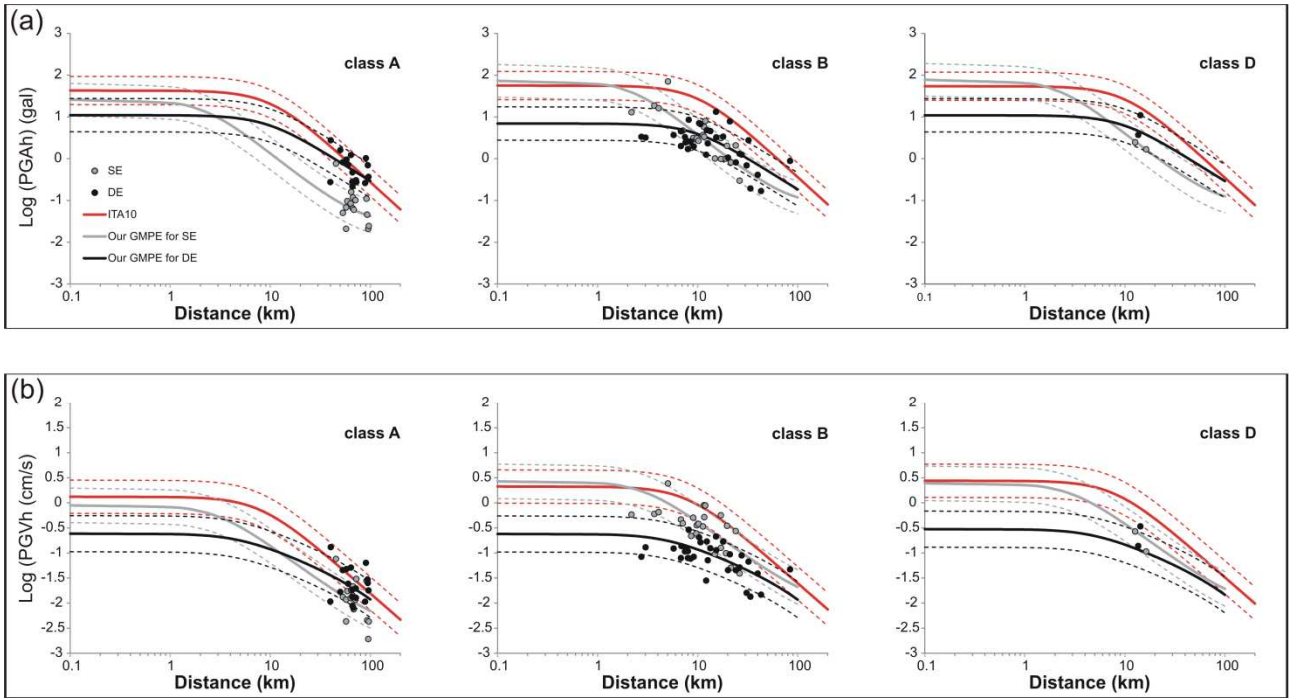 (a)
class A
class B
class D
Log (PGAh) (gal)
3
2
1
0
-1
-2
-3
SE
DE
ITA10
Our GMPE for SE
Our GMPE for DE
0.1 1 10 100
Distance (km)
3
2
1
0
-1
-2
-3
0.1 1 10 100
Distance (km)
3
2
1
0
-1
-2
-3
0.1 1 10 100
Distance (km)
(b)
class A
class B
class D
Log (PGVh) (cm/s)
2
1.5
1
0.5
0
-0.5
-1
-1.5
-2
-2.5
-3
0.1 1 10 100
Distance (km)
2
1.5
1
0.5
0
-0.5
-1
-1.5
-2
-2.5
-3
0.1 1 10 100
Distance (km)
2
1.5
1
0.5
0
-0.5
-1
-1.5
-2
-2.5
-3
0.1 1 10 100
Distance (km)